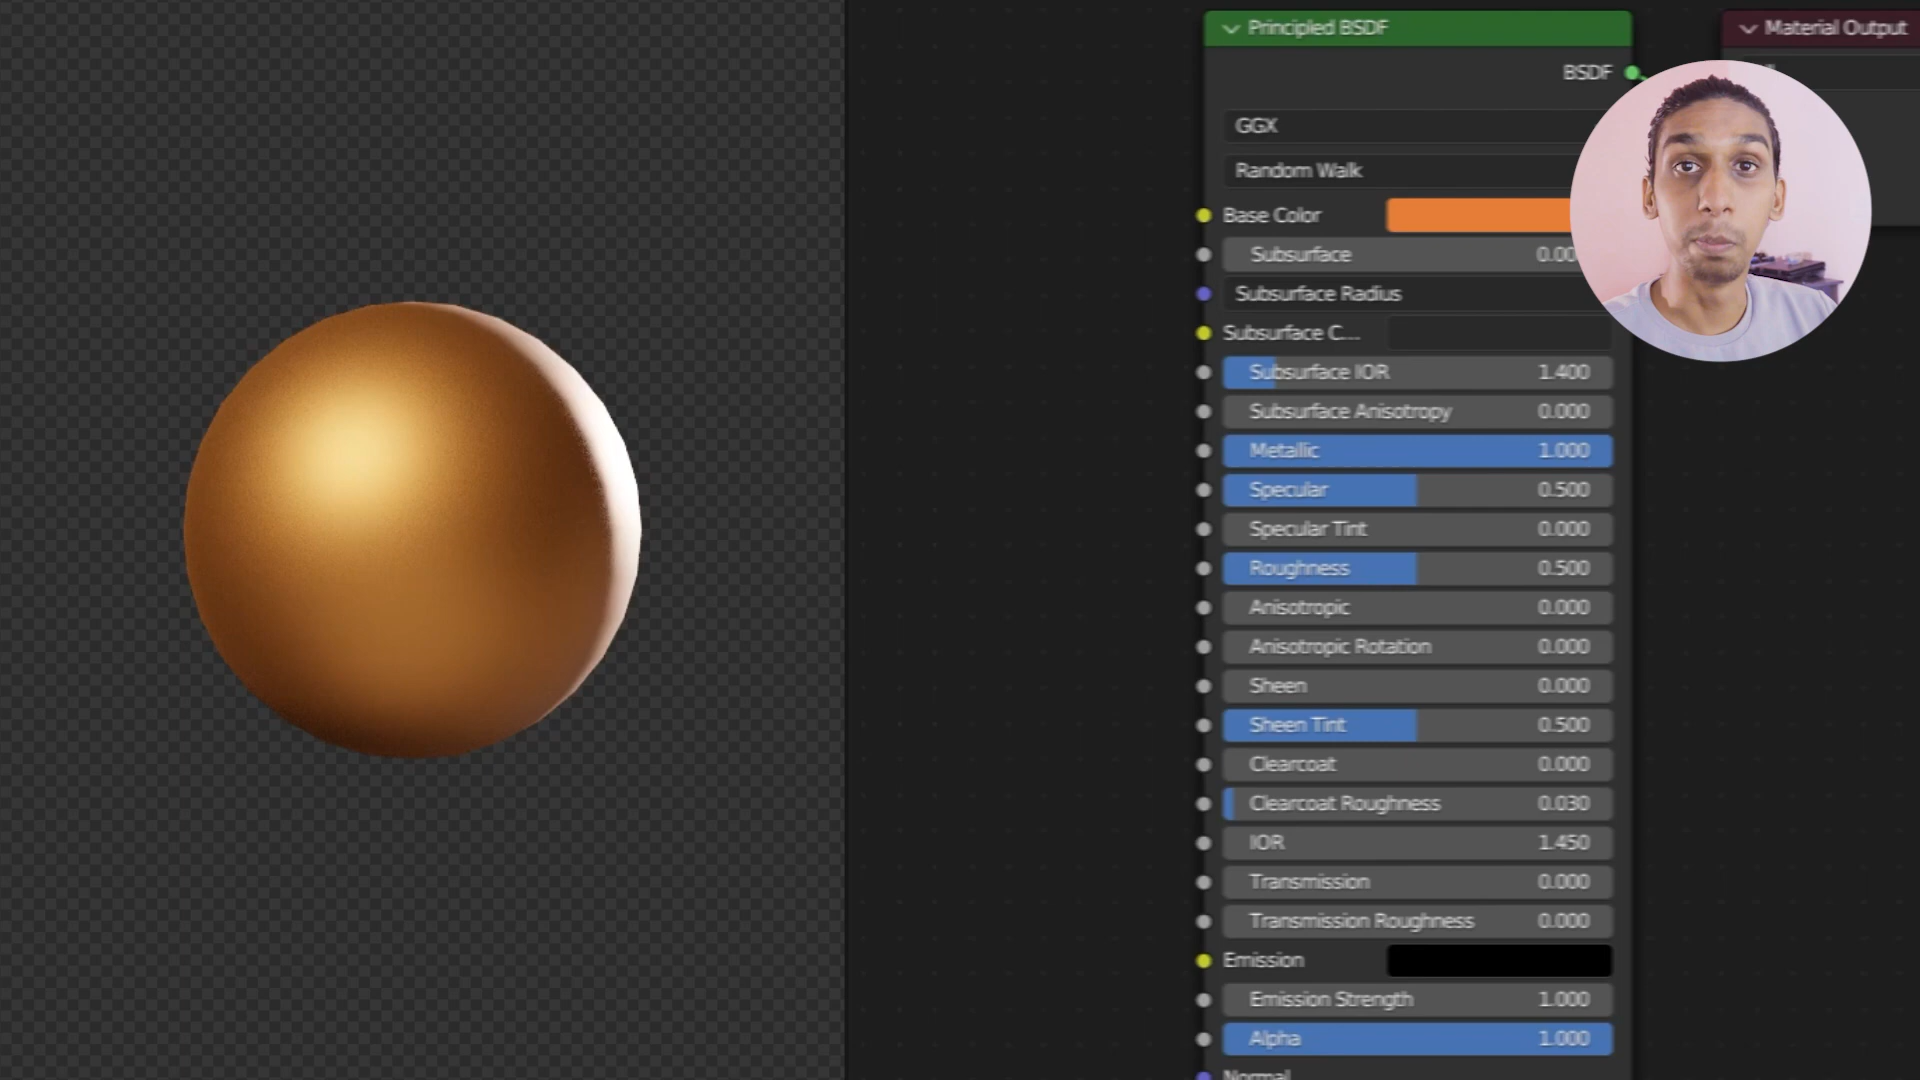 Principled BSDF
Material Output
BSDF
GGX
Random Walk
Base Color
Subsurface 0.00
Subsurface Radius
Subsurface C...
Subsurface IOR 1.400
Subsurface Anisotropy 0.000
Metallic 1.000
Specular 0.500
Specular Tint 0.000
Roughness 0.500
Anisotropic 0.000
Anisotropic Rotation 0.000
Sheen 0.000
Sheen Tint 0.500
Clearcoat 0.000
Clearcoat Roughness 0.030
IOR 1.450
Transmission 0.000
Transmission Roughness 0.000
Emission
Emission Strength 1.000
Alpha 1.000
Normal